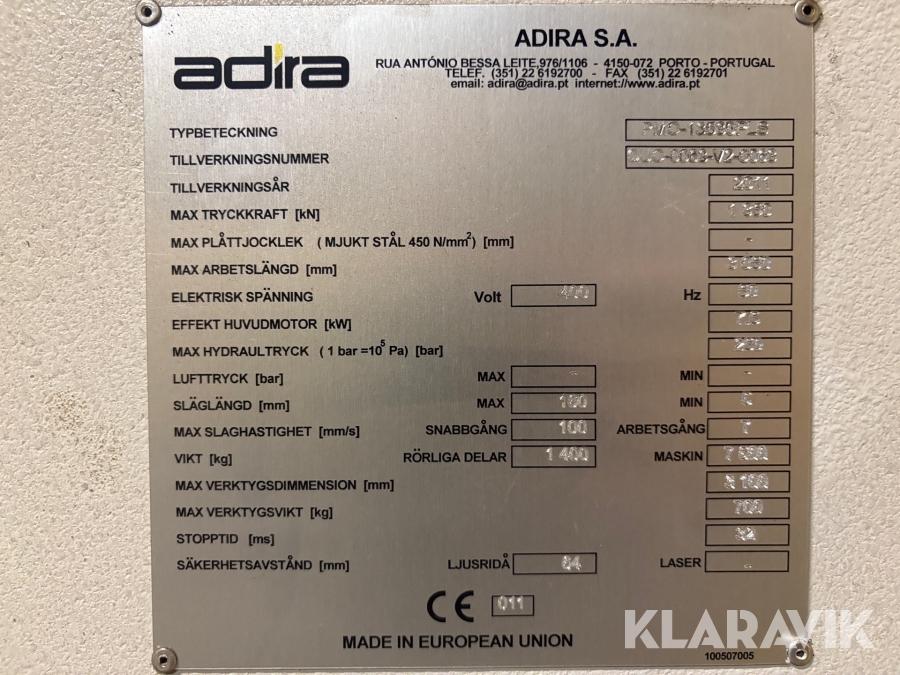 adira
ADIRA S.A.
RUA ANTÓNIO BESSA LEITE,976/1106 - 4150-072 PORTO - PORTUGAL
TELEF. (351) 22 6192700 - FAX (351) 22 6192701
email: adira@adira.pt internet://www.adira.pt
TYPBETECKNING
TILLVERKNINGSNUMMER
TILLVERKNINGSÅR 2011
MAX TRYCKKRAFT [kN]
MAX PLÅTTJOCKLEK ( MJUKT STÅL 450 N/mm²) [mm] -
MAX ARBETSLÄNGD [mm]
ELEKTRISK SPÄNNING Volt 400 Hz
EFFEKT HUVUDMOTOR [kW]
MAX HYDRAULTRYCK ( 1 bar =10⁵ Pa) [bar]
LUFTTRYCK [bar] MAX - MIN -
SLÄGLÄNGD [mm] MAX MIN
MAX SLAGHASTIGHET [mm/s] SNABBGÅNG 100 ARBETSGÅNG 7
VIKT [kg] RÖRLIGA DELAR 1 400 MASKIN
MAX VERKTYGSDIMMENSION [mm]
MAX VERKTYGSVIKT [kg] 700
STOPPTID [ms]
SÄKERHETSAVSTÅND [mm] LJUSRIDÅ LASER -
CE 011
MADE IN EUROPEAN UNION
100507005
KLARAVIK